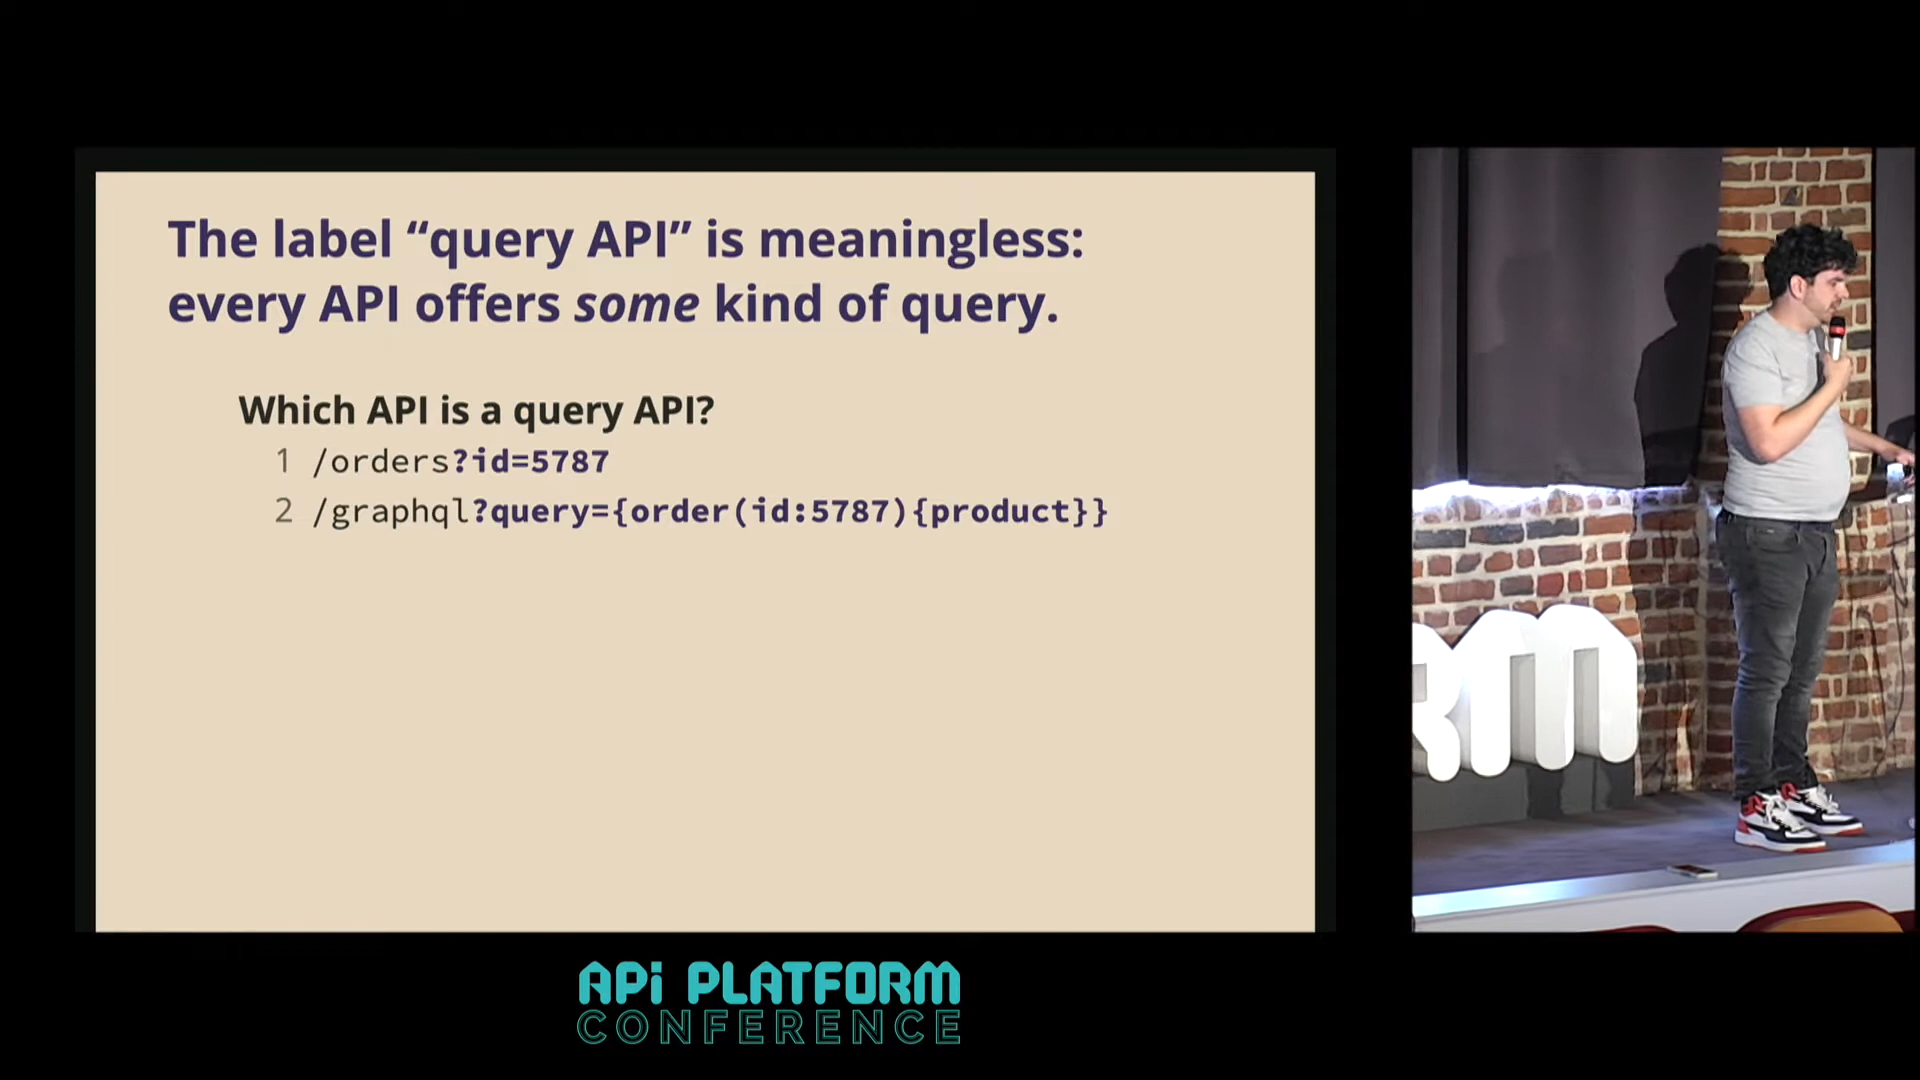 The label “query API” is meaningless:
every API offers some kind of query.
Which API is a query API?
1 /orders?id=5787
2 /graphql?query={order(id:5787){product}}
RM
API PLATFORM
CONFERENCE